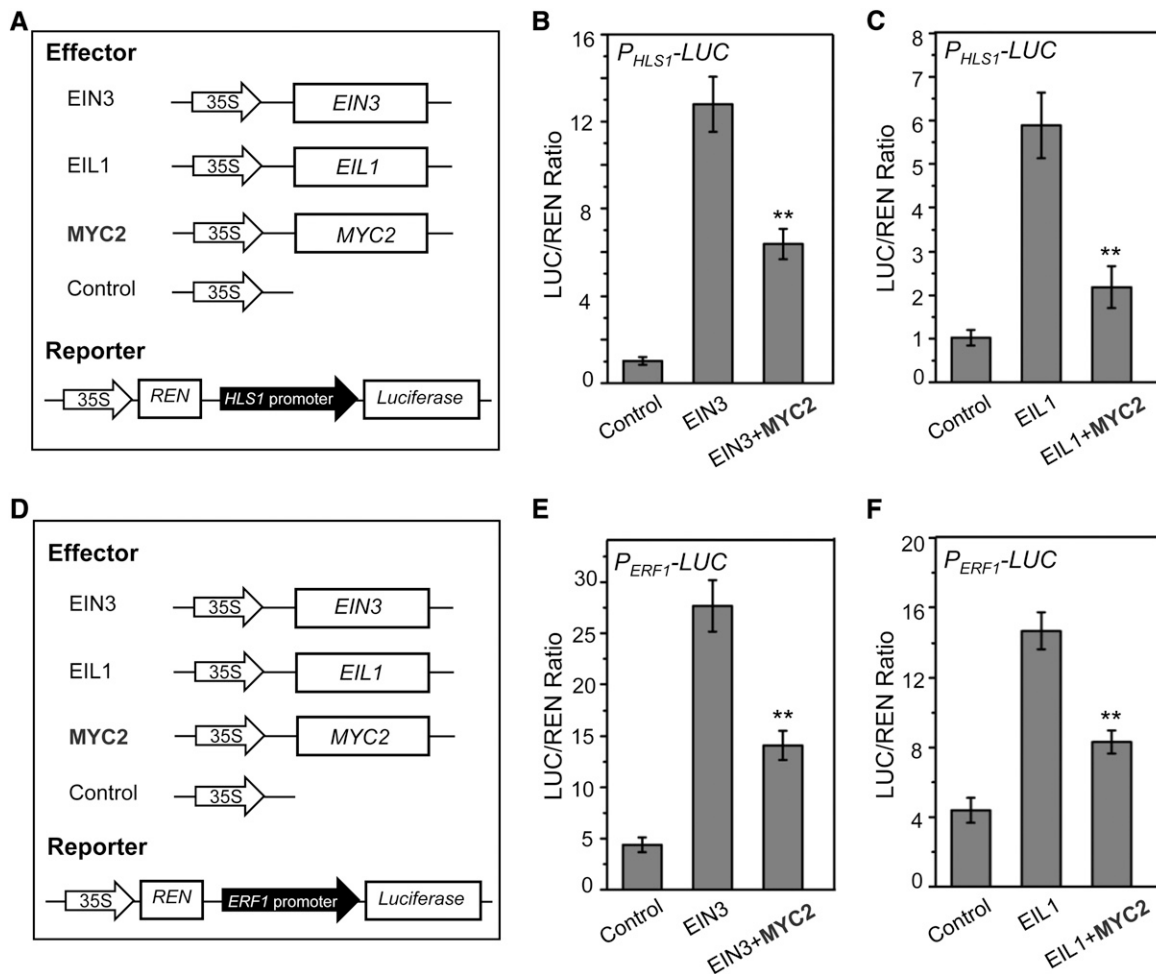 A
Effector
EIN3
35S
EIN3
EIL1
35S
EIL1
MYC2
35S
MYC2
Control
35S
Reporter
35S
REN
HLS1 promoter
Luciferase
B
P_HLS1-LUC
LUC/REN Ratio
16
12
8
4
0
Control
EIN3
EIN3+MYC2
**
C
P_HLS1-LUC
LUC/REN Ratio
8
7
6
5
4
3
2
1
0
Control
EIL1
EIL1+MYC2
**
D
Effector
EIN3
35S
EIN3
EIL1
35S
EIL1
MYC2
35S
MYC2
Control
35S
Reporter
35S
REN
ERF1 promoter
Luciferase
E
P_ERF1-LUC
LUC/REN Ratio
30
25
20
15
10
5
0
Control
EIN3
EIN3+MYC2
**
F
P_ERF1-LUC
LUC/REN Ratio
20
16
12
8
4
0
Control
EIL1
EIL1+MYC2
**